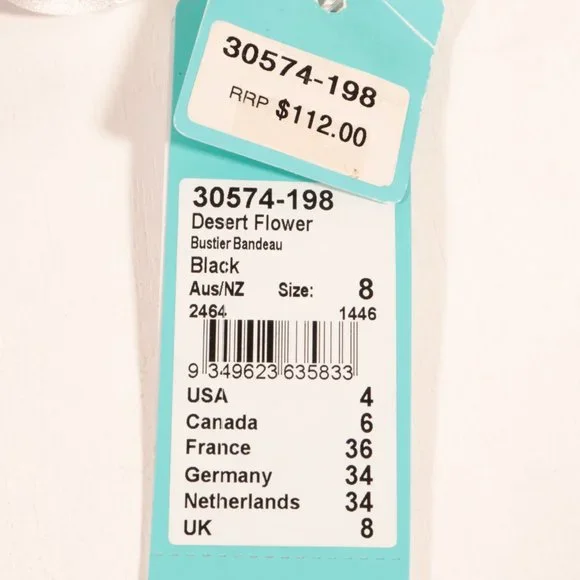 30574-198
RRP $112.00
30574-198
Desert Flower
Bustier Bandeau
Black
Aus/NZ Size: 8
2464 1446
9 349623 635833
USA 4
Canada 6
France 36
Germany 34
Netherlands 34
UK 8